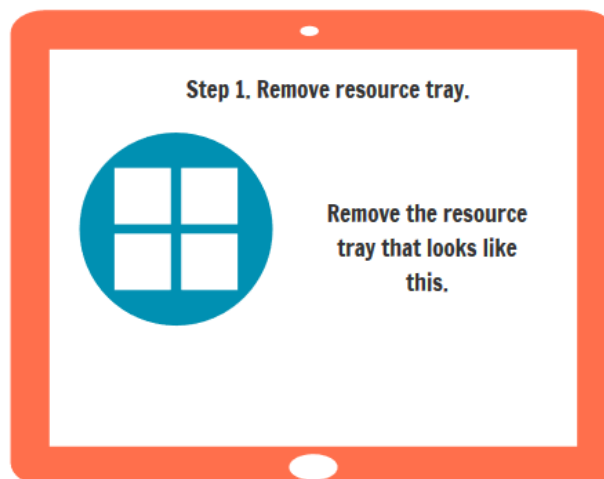 Step 1. Remove resource tray.
Remove the resource
tray that looks like
this.